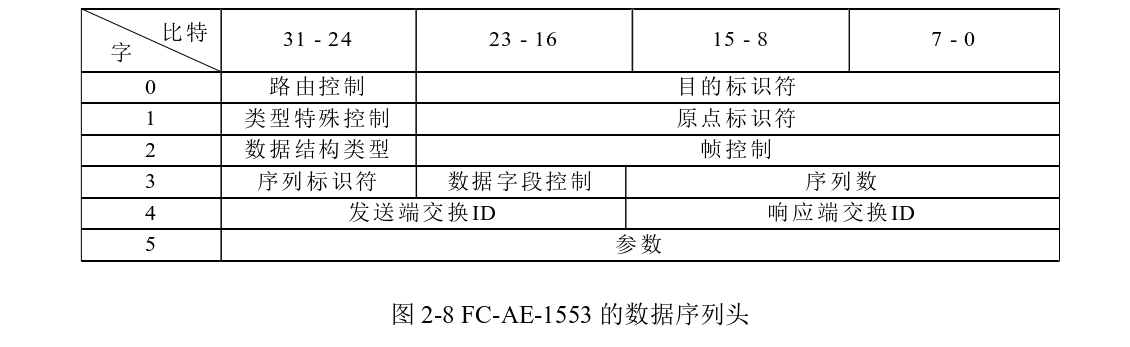 比特 31 - 24 23 - 16 15 - 8 7 - 0
字
0 路由控制 目的标识符
1 类型特殊控制 原点标识符
2 数据结构类型 帧控制
3 序列标识符 数据字段控制 序列数
4 发送端交换ID 响应端交换ID
5 参数
图 2-8 FC-AE-1553 的数据序列头